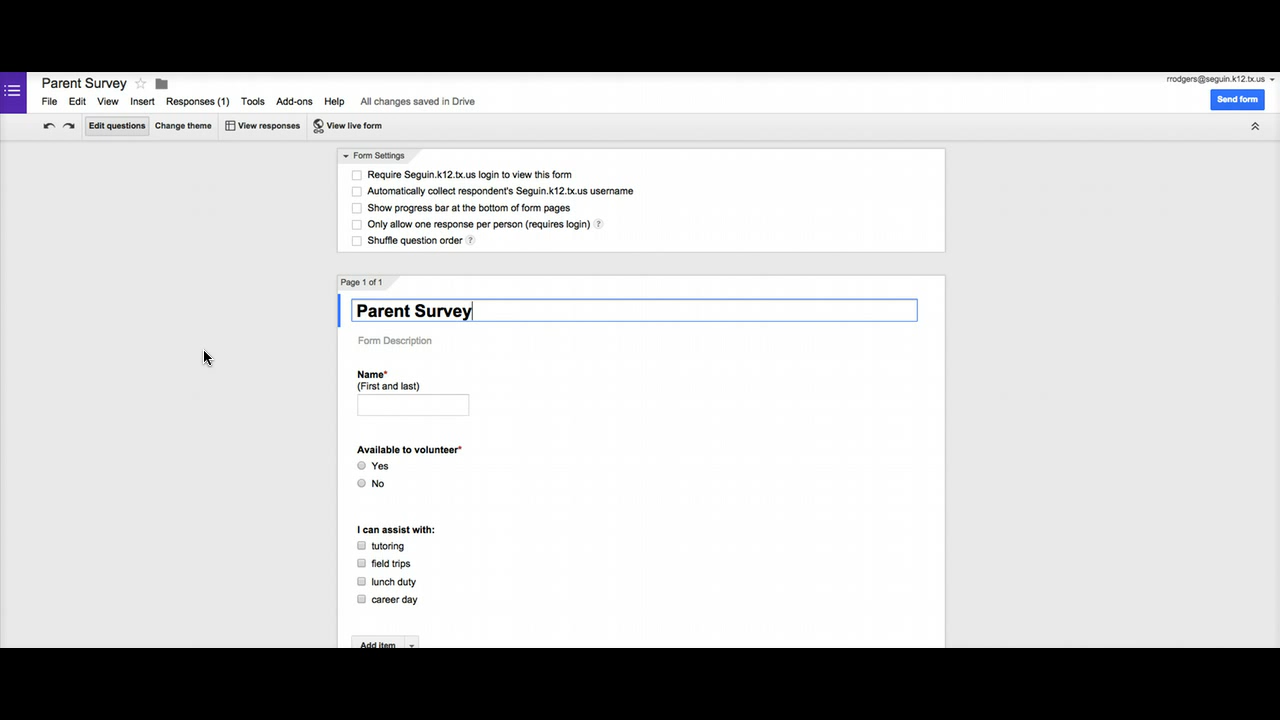 Parent Survey
rrodgers@seguin.k12.tx.us
File Edit View Insert Responses (1) Tools Add-ons Help All changes saved in Drive
Send form
Edit questions Change theme View responses View live form
Form Settings
Require Seguin.k12.tx.us login to view this form
Automatically collect respondent's Seguin.k12.tx.us username
Show progress bar at the bottom of form pages
Only allow one response per person (requires login) ?
Shuffle question order ?
Page 1 of 1
Parent Survey
Form Description
Name*
(First and last)
Available to volunteer*
Yes
No
I can assist with:
tutoring
field trips
lunch duty
career day
Add item